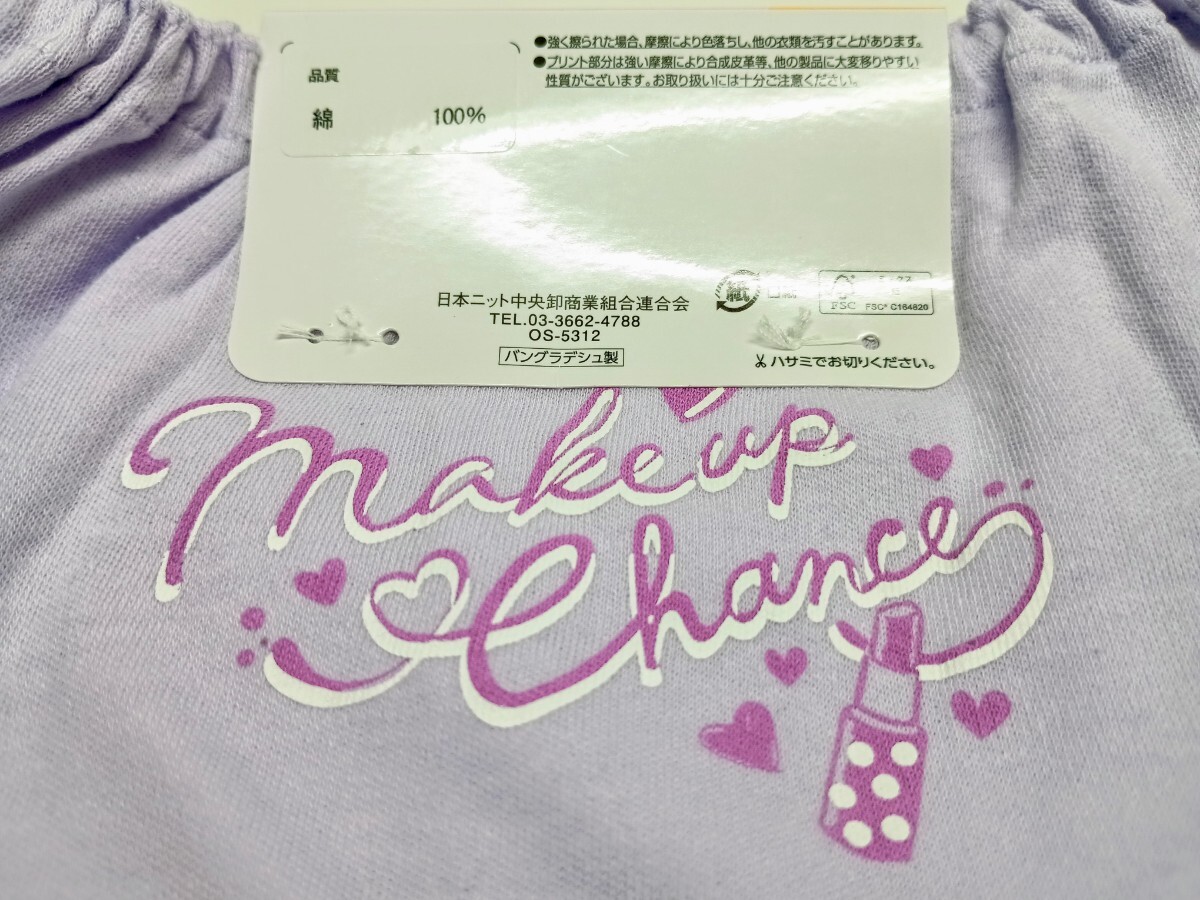 品質
綿 100%
●強く擦られた場合、摩擦により色落ちし、他の衣類を汚すことがあります。
●プリント部分は強い摩擦により合成皮革等、他の製品に大変移りやすい
性質がございます。お取り扱いには十分ご注意ください。
日本ニット中央卸商業組合連合会
TEL.03-3662-4788
OS-5312
バングラデシュ製
紙
FSC
FSC® C164820
ハサミでお切りください。
Makeup
Chance